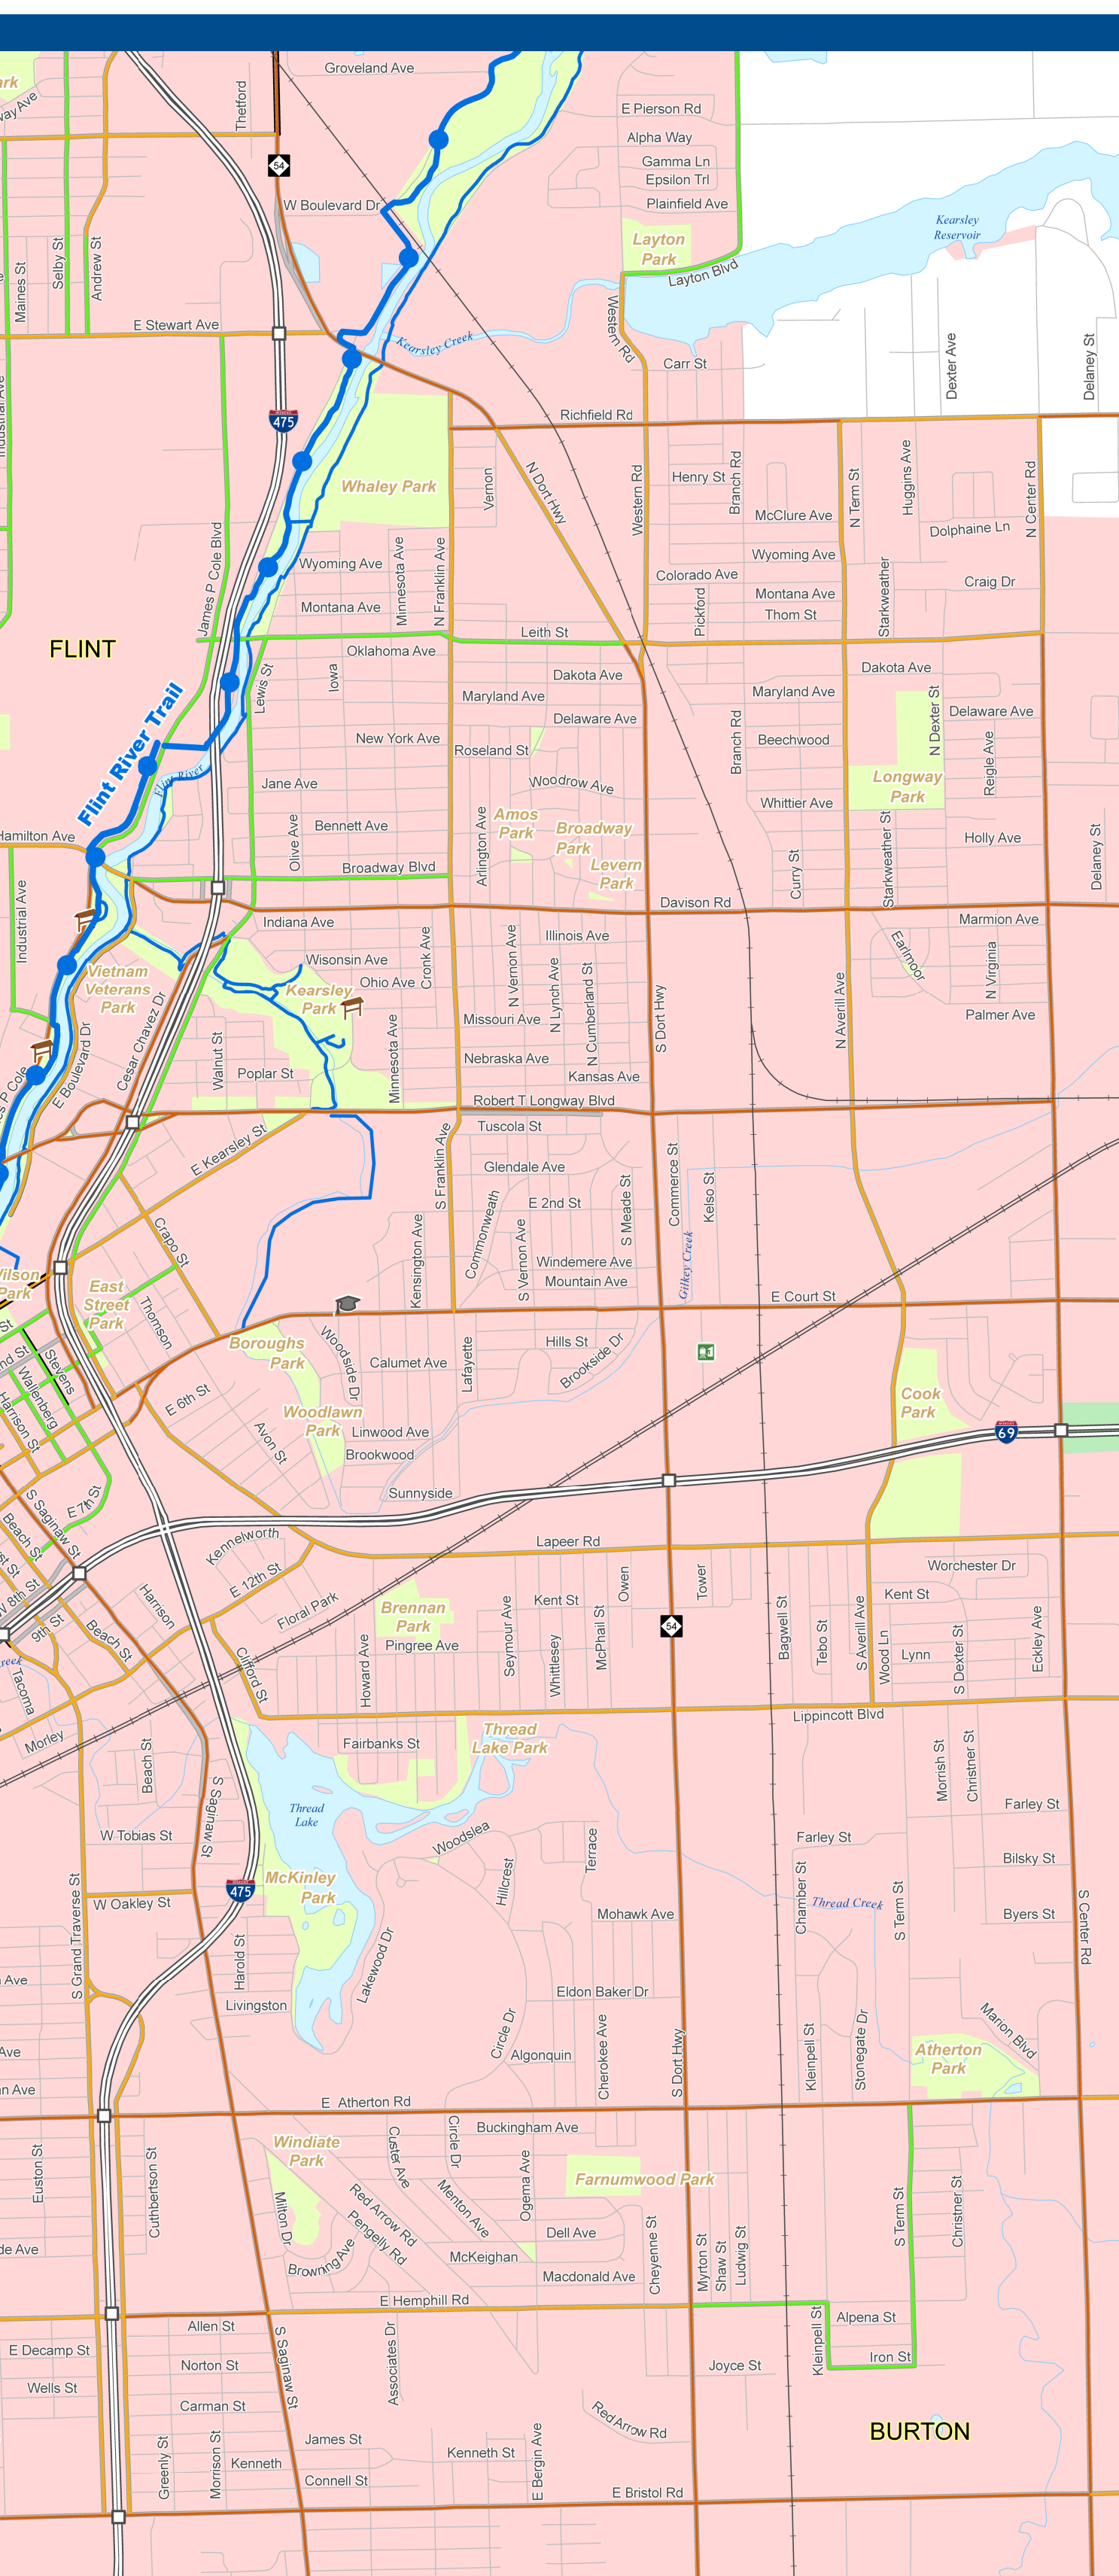 Groveland Ave
Thetford
E Pierson Rd
Alpha Way
Gamma Ln
Epsilon Trl
Plainfield Ave
54
W Boulevard Dr
Kearsley
Reservoir
Layton
Park
Layton Blvd
Maines St
Selby St
Andrew St
E Stewart Ave
Kearsley Creek
Western Rd
Carr St
Dexter Ave
Delaney St
475
Richfield Rd
Whaley Park
Vernon
N Dort Hwy
Western Rd
Henry St
Branch Rd
McClure Ave
N Term St
Huggins Ave
Dolphaine Ln
N Center Rd
James P Cole Blvd
Wyoming Ave
Minnesota Ave
N Franklin Ave
Wyoming Ave
Colorado Ave
Craig Dr
Montana Ave
Pickford
Montana Ave
Thom St
Starkweather
FLINT
Leith St
Oklahoma Ave
Iowa
Lewis St
Dakota Ave
Dakota Ave
Maryland Ave
Maryland Ave
Delaware Ave
Delaware Ave
N Dexter St
Flint River Trail
New York Ave
Roseland St
Branch Rd
Beechwood
Reigle Ave
Flint River
Jane Ave
Woodrow Ave
Longway
Park
Whittier Ave
Hamilton Ave
Olive Ave
Bennett Ave
Arlington Ave
Amos
Park
Broadway
Park
Levern
Park
Curry St
Starkweather St
Holly Ave
Delaney St
Broadway Blvd
Industrial Ave
Davison Rd
Indiana Ave
Illinois Ave
Marmion Ave
Vietnam
Veterans
Park
Wisonsin Ave
Ohio Ave
Cronk Ave
Kearsley
Park
N Vernon Ave
N Lynch Ave
N Cumberland St
Earlmoor
N Virginia
Missouri Ave
S Dort Hwy
N Averill Ave
Palmer Ave
E Boulevard Dr
Cesar Chavez Dr
Walnut St
Poplar St
Minnesota Ave
Nebraska Ave
Kansas Ave
Robert T Longway Blvd
Tuscola St
E Kearsley St
S Franklin Ave
Glendale Ave
Commerce St
Kelso St
E 2nd St
S Meade St
Commonweath
Kensington Ave
S Vernon Ave
Crapo St
Windemere Ave
Mountain Ave
Gilkey Creek
E Court St
East
Street
Park
Thomson
Boroughs
Park
Woodside Dr
Calumet Ave
Lafayette
Hills St
Brookside Dr
Stevens
Wallenberg
Harrison St
E 6th St
Avon St
Woodlawn
Park
Linwood Ave
Brookwood
Cook
Park
69
Sunnyside
E 7th St
S Saginaw St
Beach St
Kennelworth
Lapeer Rd
Worchester Dr
W 8th St
9th St
Harrison
E 12th St
Floral Park
Brennan
Park
Kent St
Owen
Tower
Kent St
Beach St
Howard Ave
Pingree Ave
Seymour Ave
Whittlesey
McPhail St
54
Bagwell St
Tebo St
S Averill Ave
Wood Ln
Lynn
S Dexter St
Eckley Ave
Tacoma
Clifford St
Lippincott Blvd
Morley
Beach St
Fairbanks St
Thread
Lake Park
Morrish St
Christner St
S Saginaw St
Thread
Lake
Farley St
W Tobias St
Woodslea
Terrace
Farley St
Bilsky St
475
McKinley
Park
Hillcrest
Chamber St
Thread Creek
S Term St
W Oakley St
Mohawk Ave
Byers St
S Grand Traverse St
Harold St
Lakewood Dr
S Center Rd
Livingston
Eldon Baker Dr
Circle Dr
Algonquin
Cherokee Ave
S Dort Hwy
Kleinpell St
Stonegate Dr
Marion Blvd
Atherton
Park
E Atherton Rd
Windiate
Park
Custer Ave
Circle Dr
Buckingham Ave
Euston St
Cuthbertson St
Milton Dr
Red Arrow Rd
Pengelly Rd
Menton Ave
Ogema Ave
Farnumwood Park
S Term St
Christner St
Dell Ave
Browning Ave
McKeighan
Macdonald Ave
Cheyenne St
Myrton St
Shaw St
Ludwig St
E Hemphill Rd
Allen St
Alpena St
E Decamp St
Norton St
S Saginaw St
Associates Dr
Joyce St
Kleinpell St
Iron St
Wells St
Carman St
Red Arrow Rd
BURTON
James St
Greenly St
Morrison St
Kenneth
Kenneth St
E Bergin Ave
Connell St
E Bristol Rd